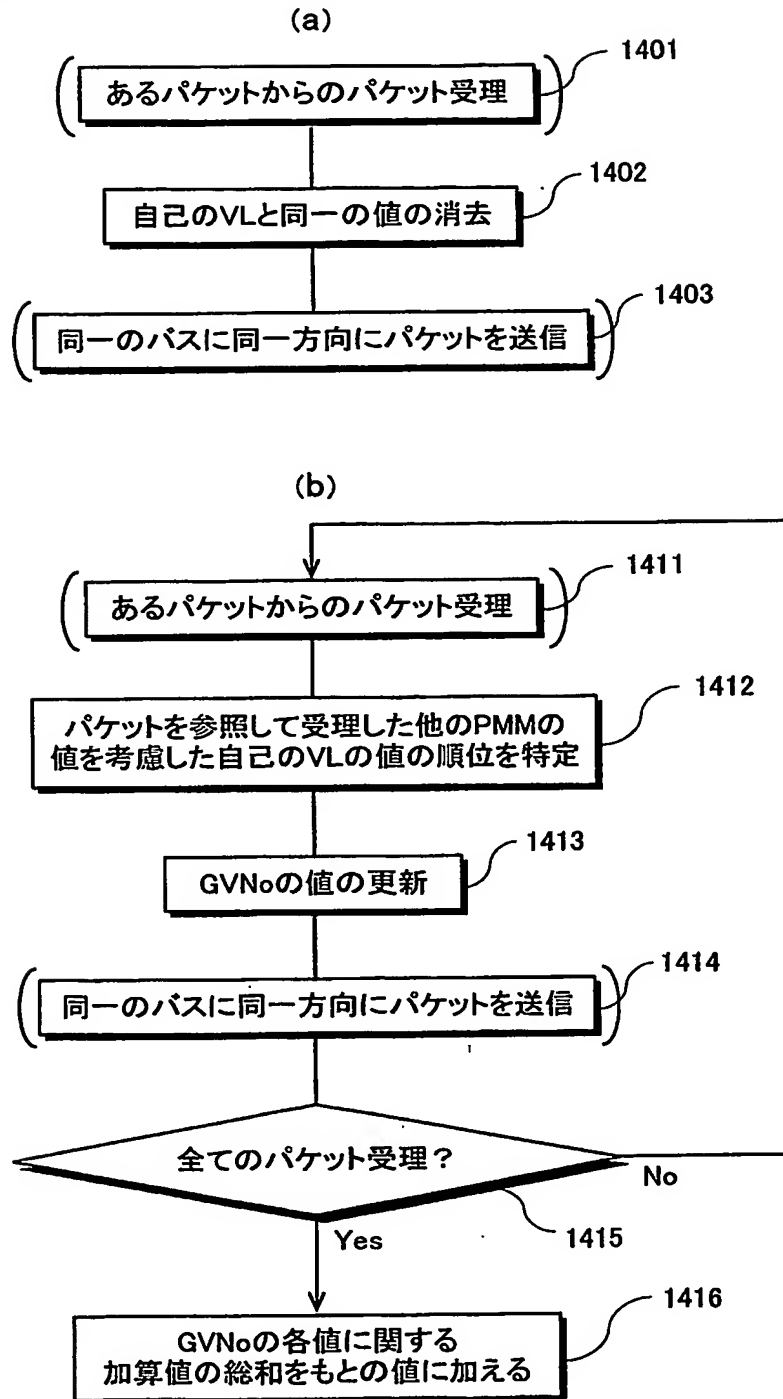 (a)
1401
あるパケットからのパケット受理
1402
自己のVLと同一の値の消去
1403
同一のバスに同一方向にパケットを送信
(b)
1411
あるパケットからのパケット受理
1412
パケットを参照して受理した他のPMMの
値を考慮した自己のVLの値の順位を特定
1413
GVNoの値の更新
1414
同一のバスに同一方向にパケットを送信
全てのパケット受理？
No
Yes
1415
1416
GVNoの各値に関する
加算値の総和をもとの値に加える